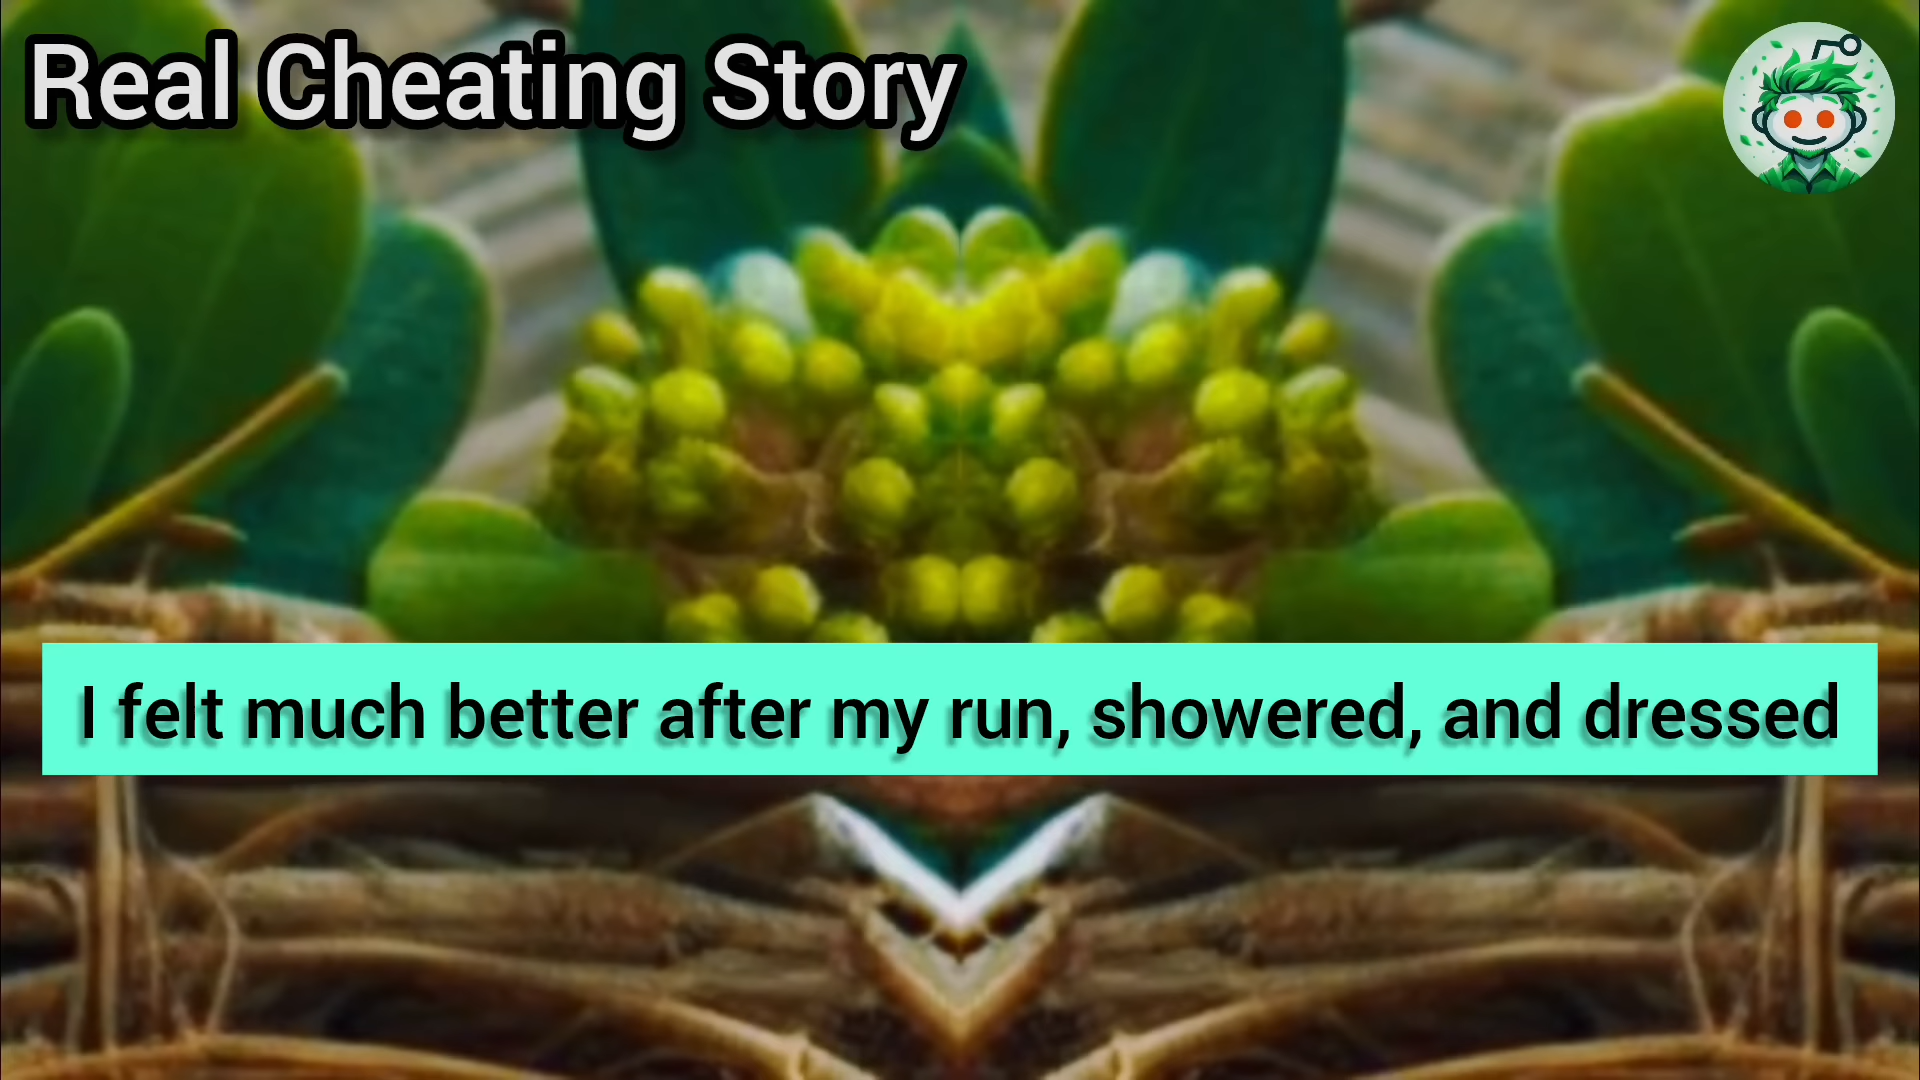 Real Cheating Story
I felt much better after my run, showered, and dressed